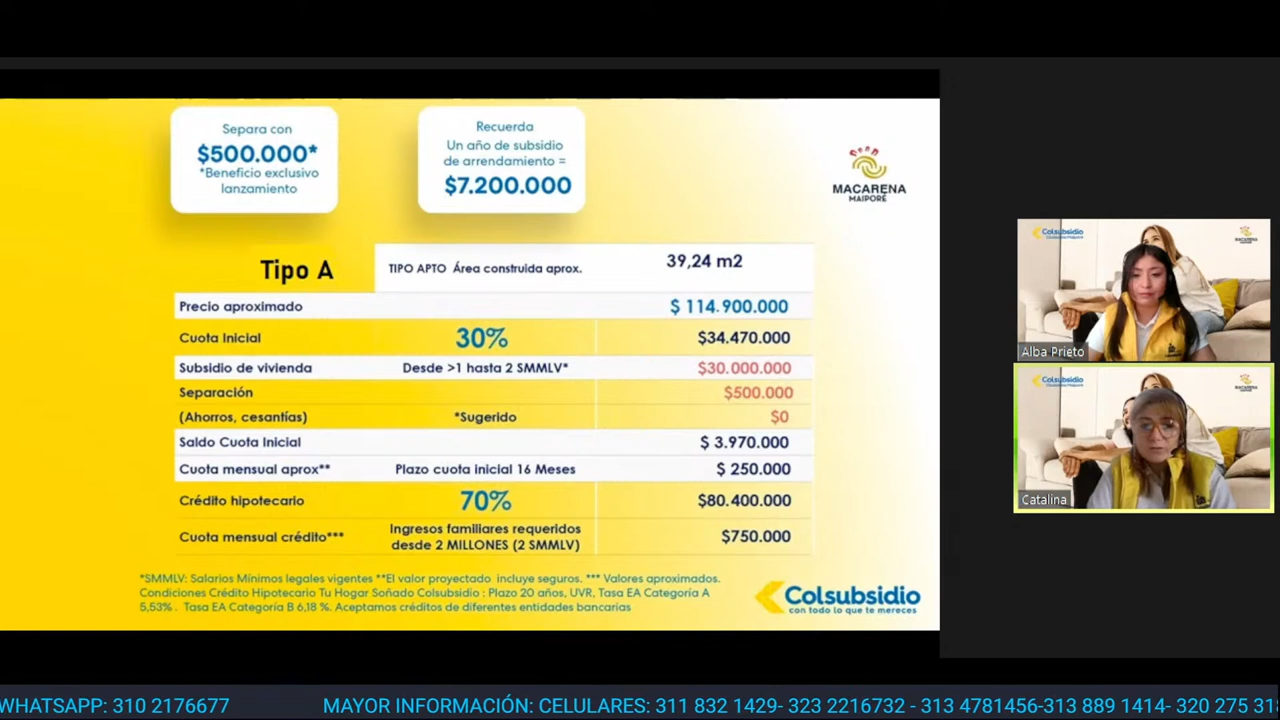 Separa con
$500.000*
*Beneficio exclusivo
lanzamiento
Recuerda
Un año de subsidio
de arrendamiento =
$7.200.000
MACARENA
MAIPORÉ
Tipo A
TIPO APTO Área construida aprox.
39,24 m2
Precio aproximado
$ 114.900.000
Cuota Inicial
30%
$34.470.000
Subsidio de vivienda
Desde >1 hasta 2 SMMLV*
$30.000.000
Separación
$500.000
(Ahorros, cesantías)
*Sugerido
$0
Saldo Cuota Inicial
$ 3.970.000
Cuota mensual aprox**
Plazo cuota inicial 16 Meses
$ 250.000
Crédito hipotecario
70%
$80.400.000
Cuota mensual crédito***
Ingresos familiares requeridos
desde 2 MILLONES (2 SMMLV)
$750.000
*SMMLV: Salarios Mínimos legales vigentes **El valor proyectado incluye seguros. *** Valores aproximados.
Condiciones Crédito Hipotecario Tu Hogar Soñado Colsubsidio : Plazo 20 años, UVR, Tasa EA Categoría A
5,53% . Tasa EA Categoría B 6,18 %. Aceptamos créditos de diferentes entidades bancarias
Colsubsidio
con todo lo que te mereces
Colsubsidio
Alba Prieto
Colsubsidio
Catalina
WHATSAPP: 310 2176677
MAYOR INFORMACIÓN: CELULARES: 311 832 1429- 323 2216732 - 313 4781456-313 889 1414- 320 275 31